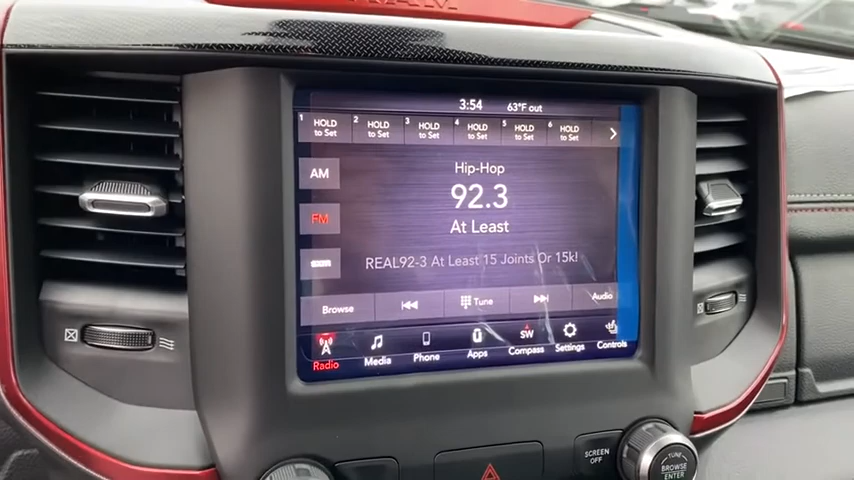 RAM
3:54 63°F out
1 HOLD to Set 2 HOLD to Set 3 HOLD to Set 4 HOLD to Set 5 HOLD to Set 6 HOLD to Set
AM
Hip-Hop
92.3
FM
At Least
REAL92-3 At Least 15 Joints Or 15k!
Browse Tune Audio
SW
Radio Media Phone Apps Compass Settings Controls
SCREEN
OFF
TUNE
BROWSE
ENTER